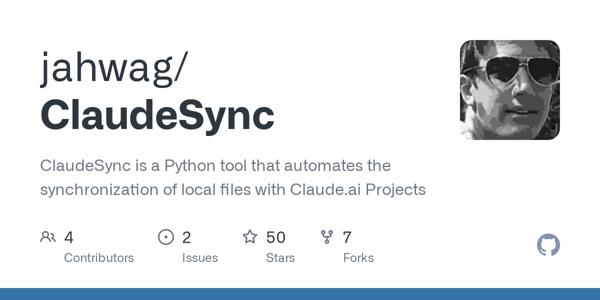 jahwag/
ClaudeSync
ClaudeSync is a Python tool that automates the
synchronization of local files with Claude.ai Projects
4 2 50 7
Contributors Issues Stars Forks